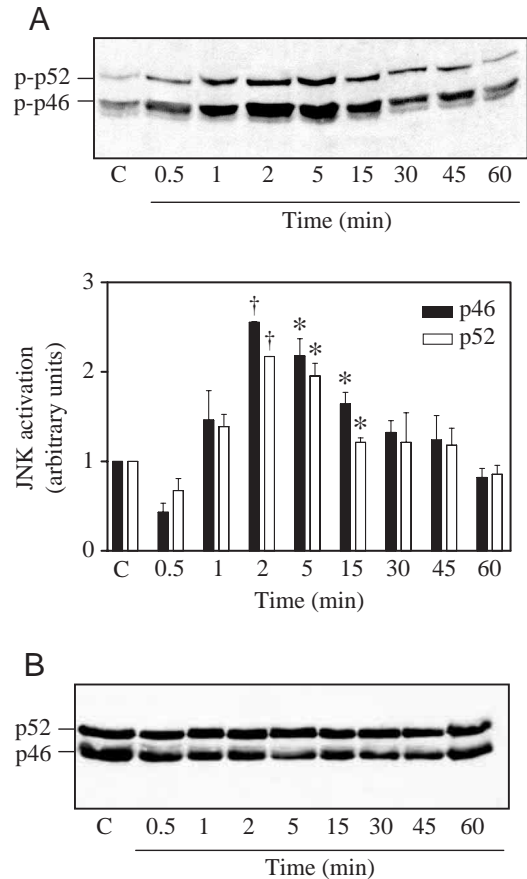 A
p-p52
p-p46
C 0.5 1 2 5 15 30 45 60
Time (min)
3
2
1
0
JNK activation
(arbitrary units)
p46
p52
†
†
*
*
*
*
C 0.5 1 2 5 15 30 45 60
Time (min)
B
p52
p46
C 0.5 1 2 5 15 30 45 60
Time (min)